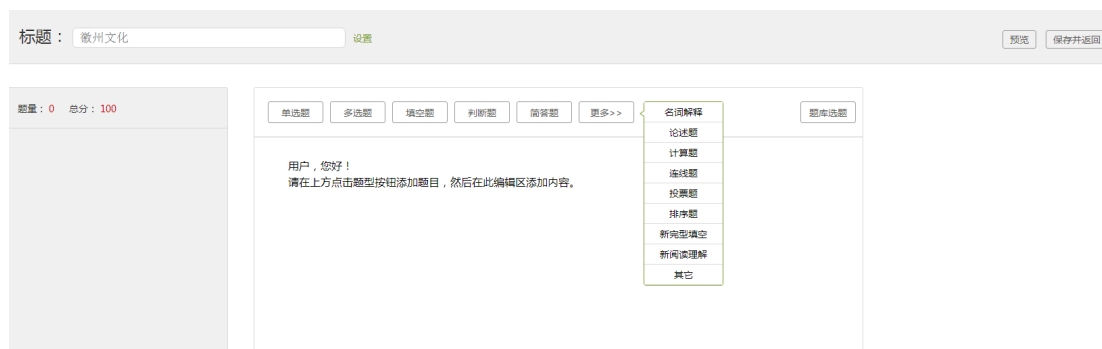 标题： 徽州文化 设置 预览 保存并返回
题量：0 总分：100
单选题 多选题 填空题 判断题 简答题 更多>> 名词解释 题库选题
论述题
计算题
连线题
投票题
排序题
新完型填空
新阅读理解
其它
用户，您好！
请在上方点击题型按钮添加题目，然后在此编辑区添加内容。